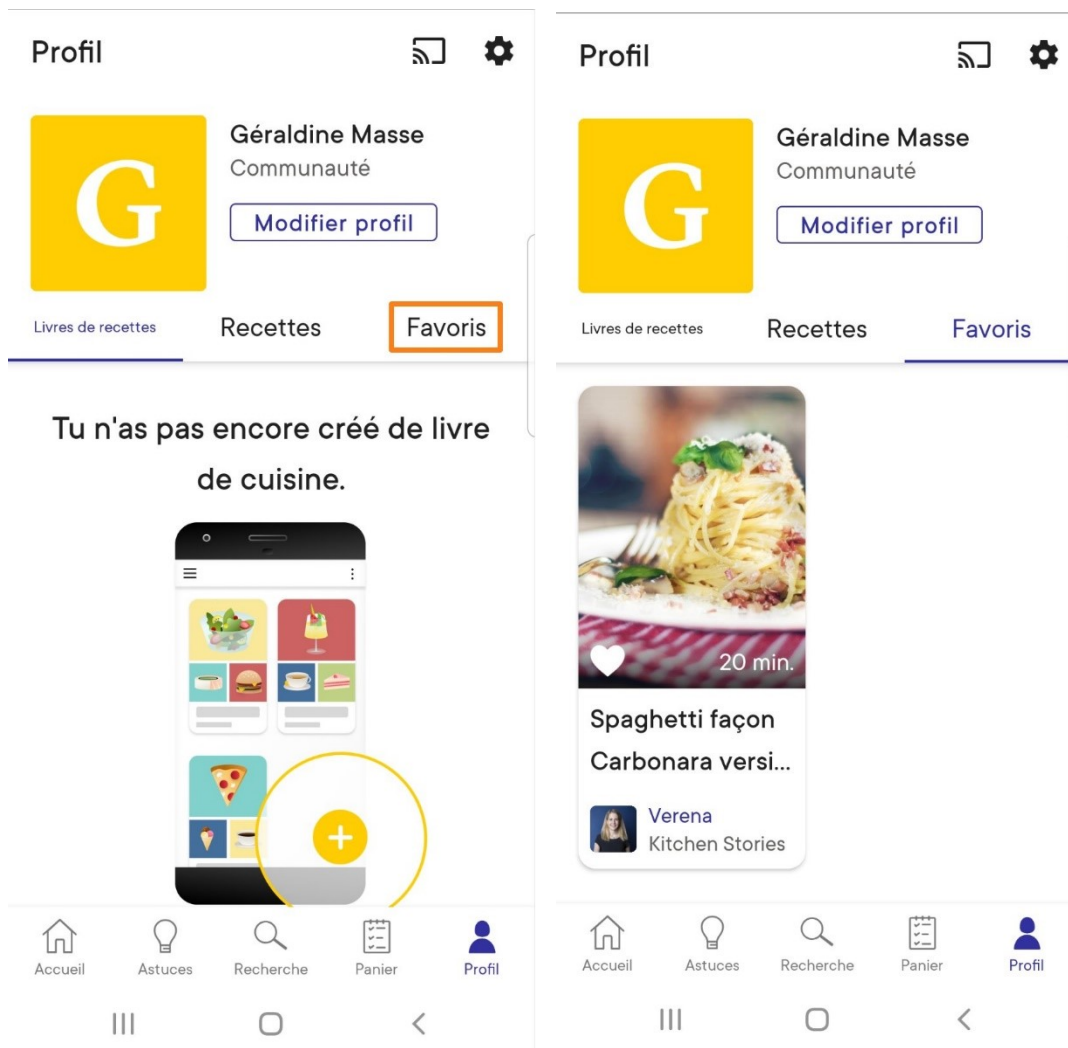 Profil
G
Géraldine Masse
Communauté
Modifier profil
Livres de recettes
Recettes
Favoris
Tu n'as pas encore créé de livre
de cuisine.
Accueil
Astuces
Recherche
Panier
Profil
Profil
G
Géraldine Masse
Communauté
Modifier profil
Livres de recettes
Recettes
Favoris
20 min.
Spaghetti façon
Carbonara versi...
Verena
Kitchen Stories
Accueil
Astuces
Recherche
Panier
Profil